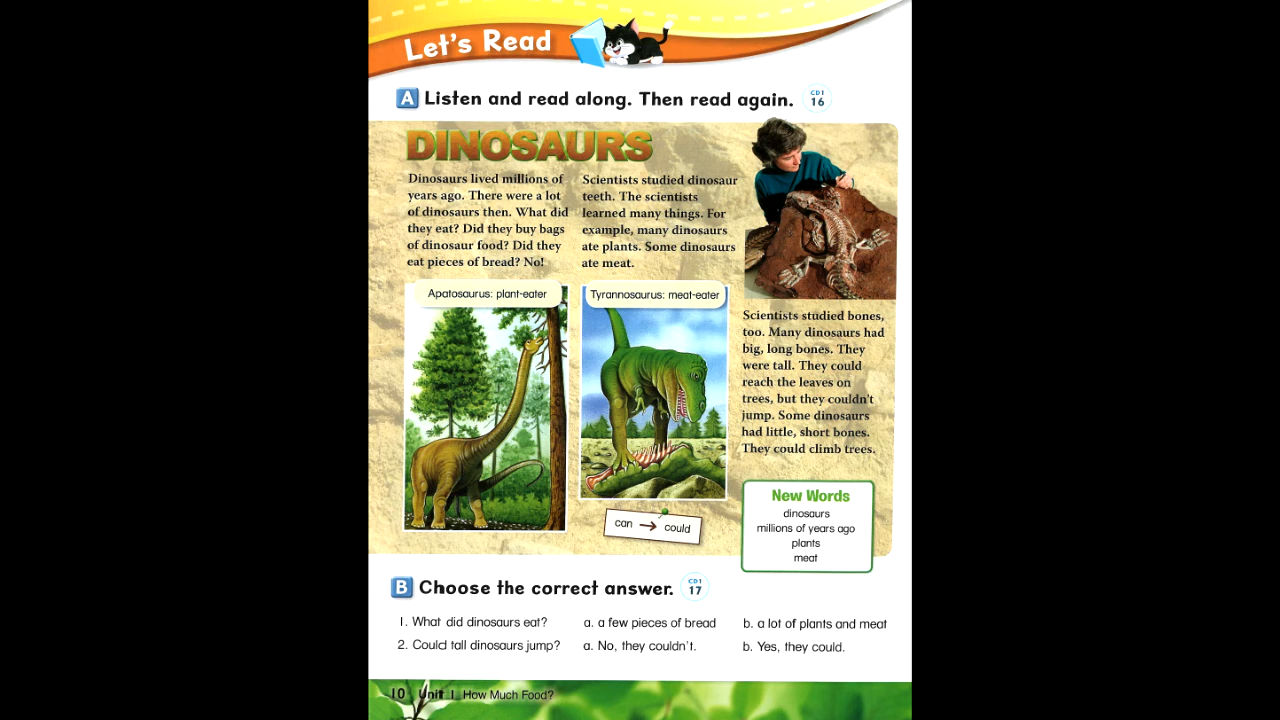 Let's Read
A Listen and read along. Then read again. CD1 16
DINOSAURS
Dinosaurs lived millions of
years ago. There were a lot
of dinosaurs then. What did
they eat? Did they buy bags
of dinosaur food? Did they
eat pieces of bread? No!
Scientists studied dinosaur
teeth. The scientists
learned many things. For
example, many dinosaurs
ate plants. Some dinosaurs
ate meat.
Apatosaurus: plant-eater
Tyrannosaurus: meat-eater
can → could
Scientists studied bones,
too. Many dinosaurs had
big, long bones. They
were tall. They could
reach the leaves on
trees, but they couldn't
jump. Some dinosaurs
had little, short bones.
They could climb trees.
New Words
dinosaurs
millions of years ago
plants
meat
B Choose the correct answer. CD1 17
1. What did dinosaurs eat? a. a few pieces of bread b. a lot of plants and meat
2. Could tall dinosaurs jump? a. No, they couldn't. b. Yes, they could.
10 Unit 1 How Much Food?